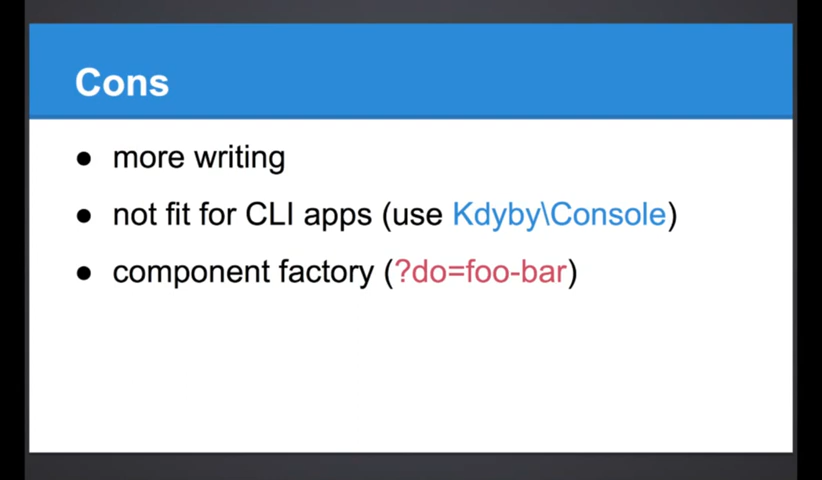 Cons
● more writing
● not fit for CLI apps (use Kdyby\Console)
● component factory (?do=foo-bar)